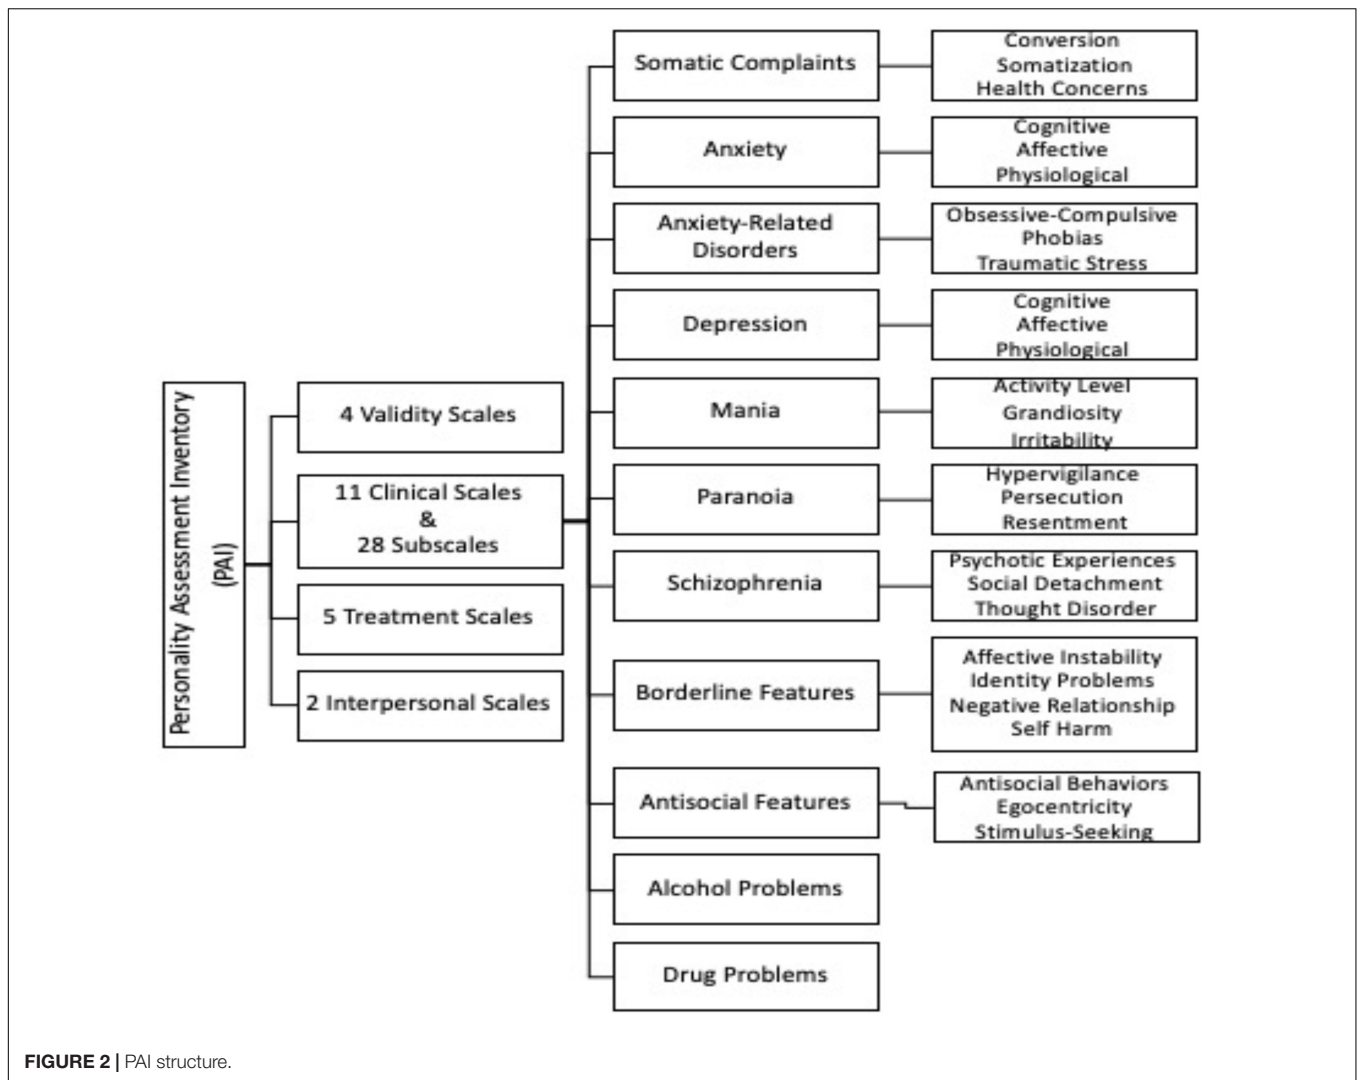 Personality Assessment Inventory
(PAI)
4 Validity Scales
11 Clinical Scales
&
28 Subscales
5 Treatment Scales
2 Interpersonal Scales
Somatic Complaints
Conversion
Somatization
Health Concerns
Anxiety
Cognitive
Affective
Physiological
Anxiety-Related
Disorders
Obsessive-Compulsive
Phobias
Traumatic Stress
Depression
Cognitive
Affective
Physiological
Mania
Activity Level
Grandiosity
Irritability
Paranoia
Hypervigilance
Persecution
Resentment
Schizophrenia
Psychotic Experiences
Social Detachment
Thought Disorder
Borderline Features
Affective Instability
Identity Problems
Negative Relationship
Self Harm
Antisocial Features
Antisocial Behaviors
Egocentricity
Stimulus-Seeking
Alcohol Problems
Drug Problems
FIGURE 2 | PAI structure.